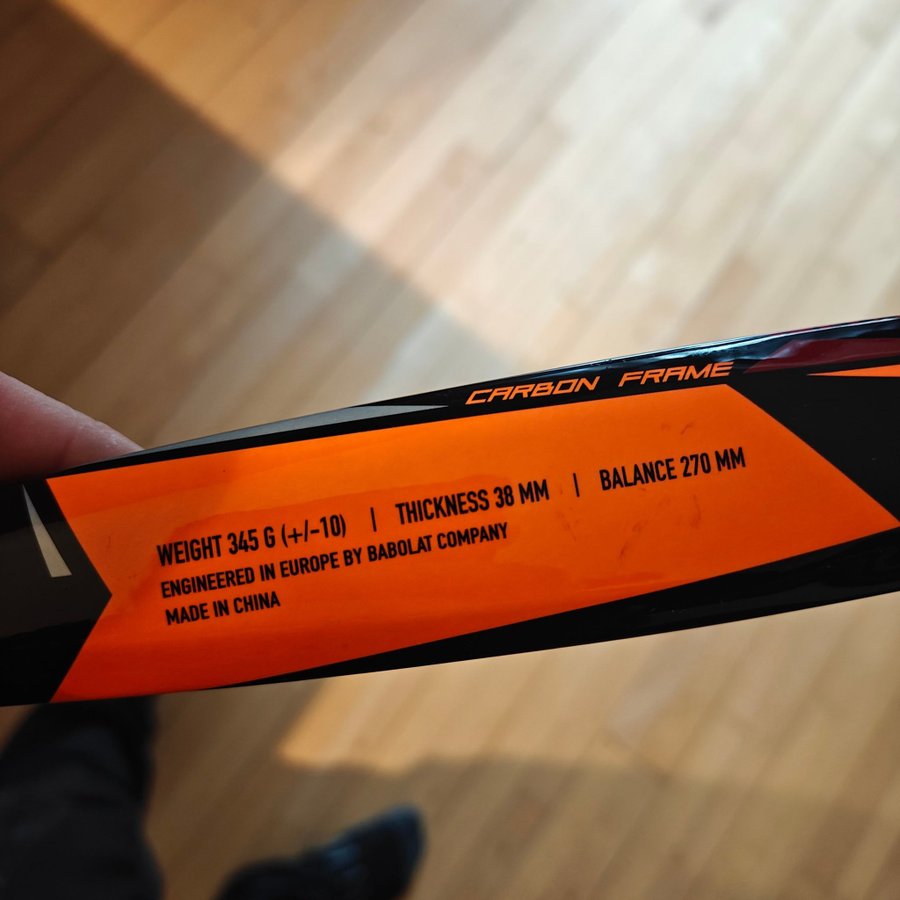 CARBON FRAME
WEIGHT 345 G (+/-10) | THICKNESS 38 MM | BALANCE 270 MM
ENGINEERED IN EUROPE BY BABOLAT COMPANY
MADE IN CHINA